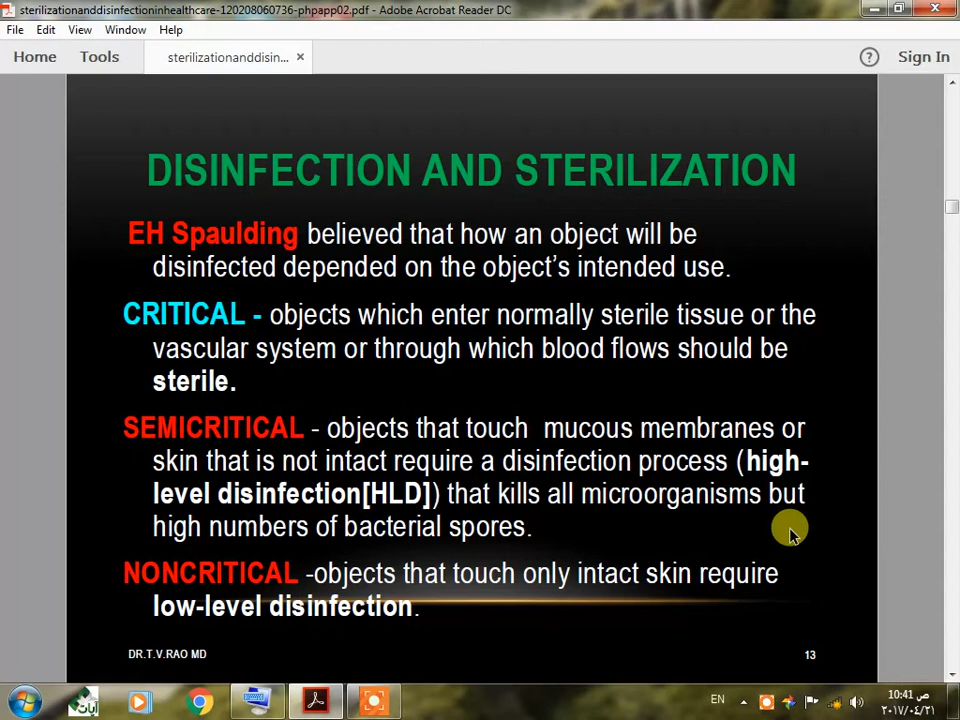 sterilizationanddisinfectioninhealthcare-120208060736-phpapp02.pdf - Adobe Acrobat Reader DC
File Edit View Window Help
Home Tools sterilizationanddisin... × ? Sign In
DISINFECTION AND STERILIZATION
EH Spaulding believed that how an object will be
disinfected depended on the object’s intended use.
CRITICAL - objects which enter normally sterile tissue or the
vascular system or through which blood flows should be
sterile.
SEMICRITICAL - objects that touch mucous membranes or
skin that is not intact require a disinfection process (high-
level disinfection[HLD]) that kills all microorganisms but
high numbers of bacterial spores.
NONCRITICAL -objects that touch only intact skin require
low-level disinfection.
DR.T.V.RAO MD 13
آيات EN 10:41 ص
٢٠١٧/٠٤/٢١